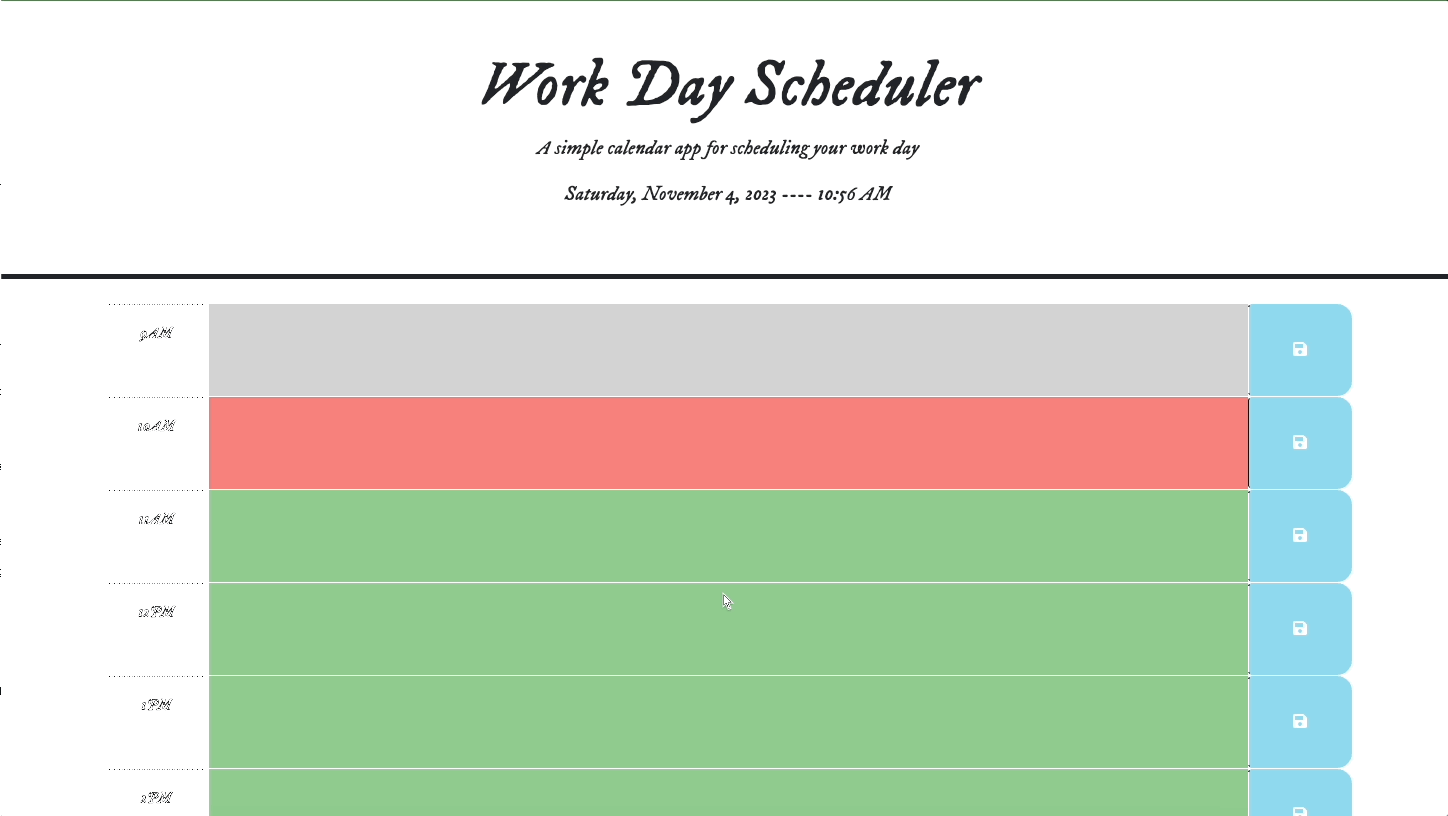 Work Day Scheduler
A simple calendar app for scheduling your work day
Saturday, November 4, 2023 ---- 10:56 AM
9AM
10AM
11AM
12PM
1PM
2PM